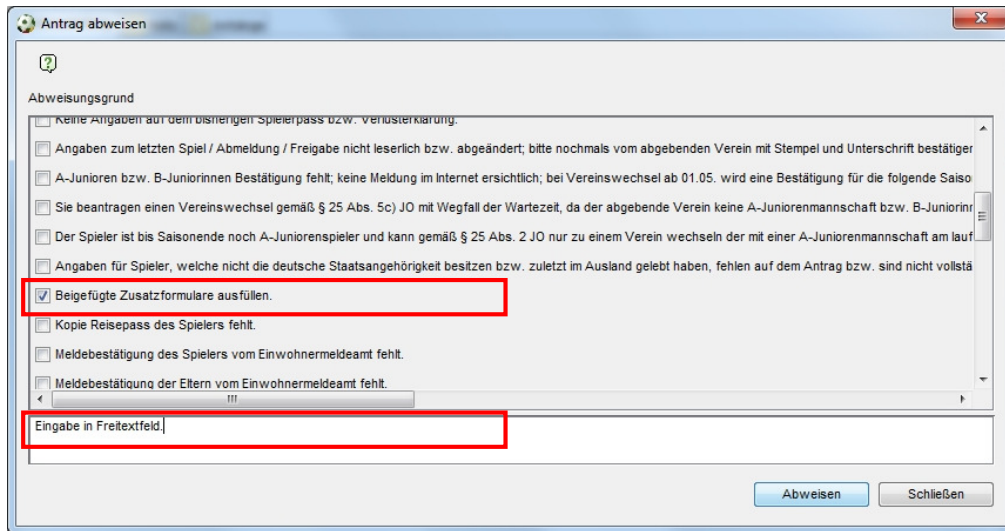 Antrag abweisen
Abweisungsgrund
Keine Angaben auf dem bisherigen Spielerpass bzw. Verlusterklärung.
Angaben zum letzten Spiel / Abmeldung / Freigabe nicht leserlich bzw. abgeändert; bitte nochmals vom abgebenden Verein mit Stempel und Unterschrift bestätiger
A-Junioren bzw. B-Juniorinnen Bestätigung fehlt; keine Meldung im Internet ersichtlich; bei Vereinswechsel ab 01.05. wird eine Bestätigung für die folgende Saiso
Sie beantragen einen Vereinswechsel gemäß § 25 Abs. 5c) JO mit Wegfall der Wartezeit, da der abgebende Verein keine A-Juniorenmannschaft bzw. B-Juniorinr
Der Spieler ist bis Saisonende noch A-Juniorenspieler und kann gemäß § 25 Abs. 2 JO nur zu einem Verein wechseln der mit einer A-Juniorenmannschaft am lauf
Angaben für Spieler, welche nicht die deutsche Staatsangehörigkeit besitzen bzw. zuletzt im Ausland gelebt haben, fehlen auf dem Antrag bzw. sind nicht vollstä
Beigefügte Zusatzformulare ausfüllen.
Kopie Reisepass des Spielers fehlt.
Meldebestätigung des Spielers vom Einwohnermeldeamt fehlt.
Meldebestätigung der Eltern vom Einwohnermeldeamt fehlt.
Eingabe in Freitextfeld.
Abweisen Schließen